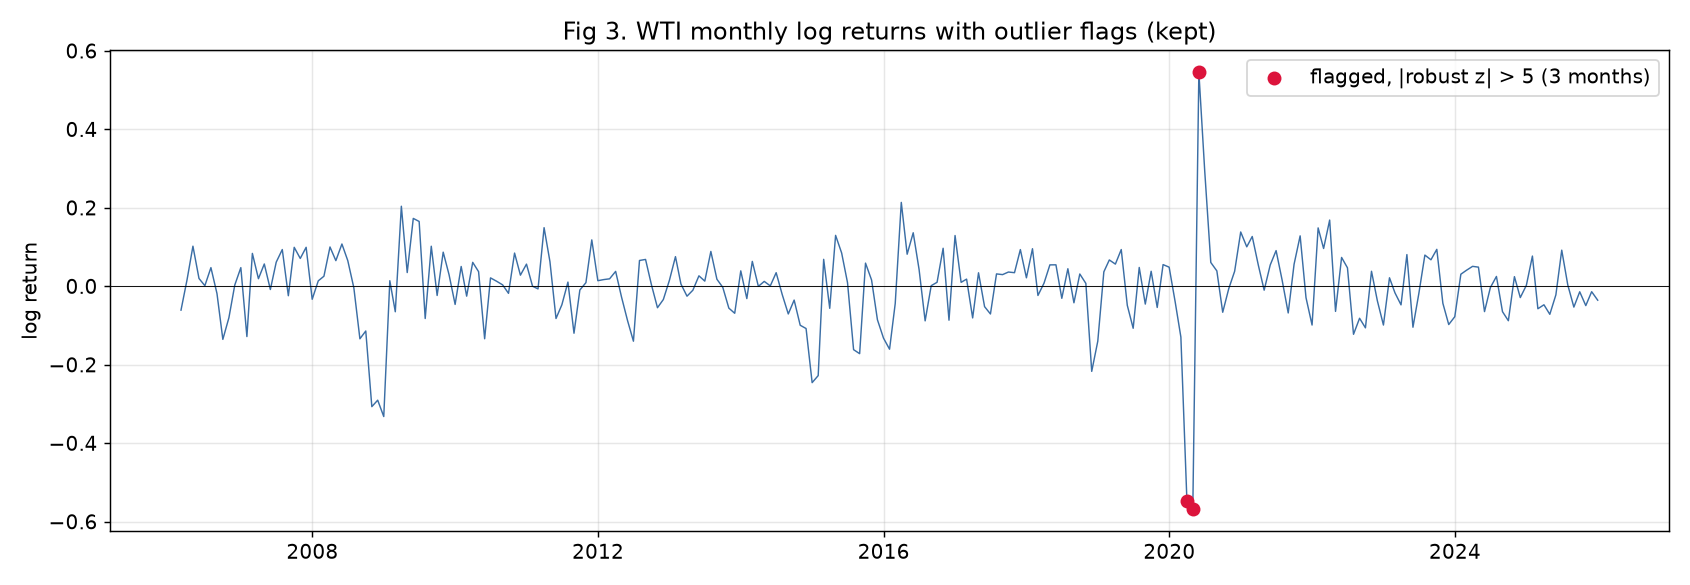 Fig 3. WTI monthly log returns with outlier flags (kept)
flagged, |robust z| > 5 (3 months)
log return
0.6
0.4
0.2
0.0
−0.2
−0.4
−0.6
2008 2012 2016 2020 2024